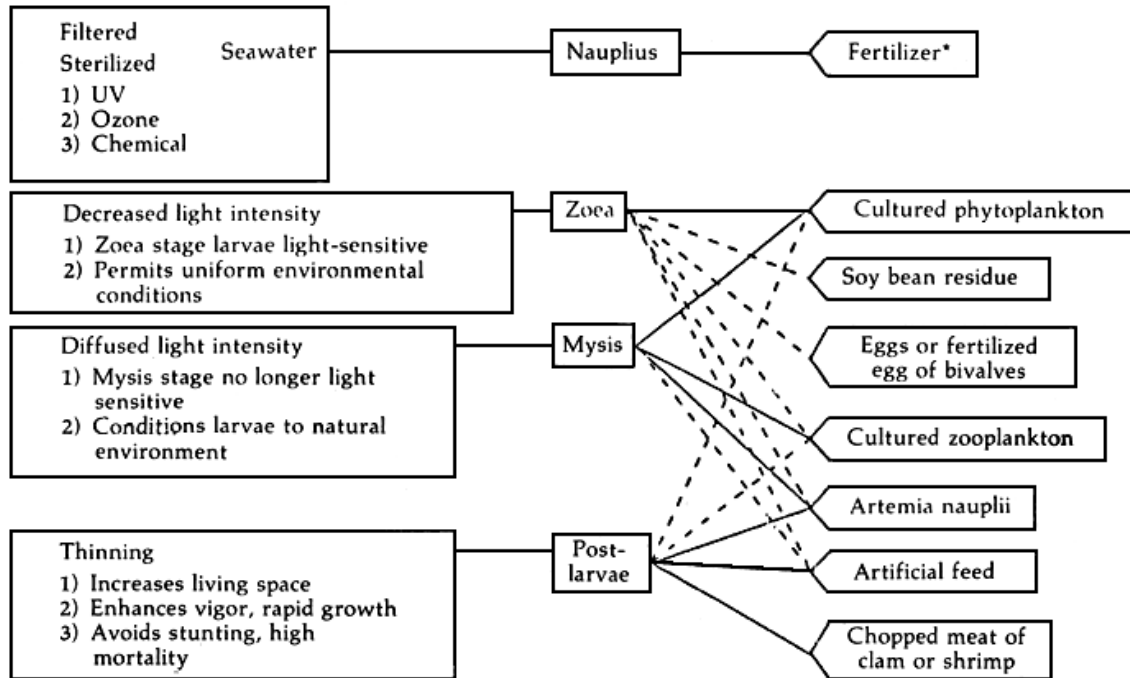 Filtered
Sterilized
Seawater
1) UV
2) Ozone
3) Chemical
Nauplius
Fertilizer*
Decreased light intensity
1) Zoea stage larvae light-sensitive
2) Permits uniform environmental
conditions
Zoea
Cultured phytoplankton
Soy bean residue
Eggs or fertilized
egg of bivalves
Diffused light intensity
1) Mysis stage no longer light
sensitive
2) Conditions larvae to natural
environment
Mysis
Cultured zooplankton
Artemia nauplii
Thinning
1) Increases living space
2) Enhances vigor, rapid growth
3) Avoids stunting, high
mortality
Post-
larvae
Artificial feed
Chopped meat of
clam or shrimp